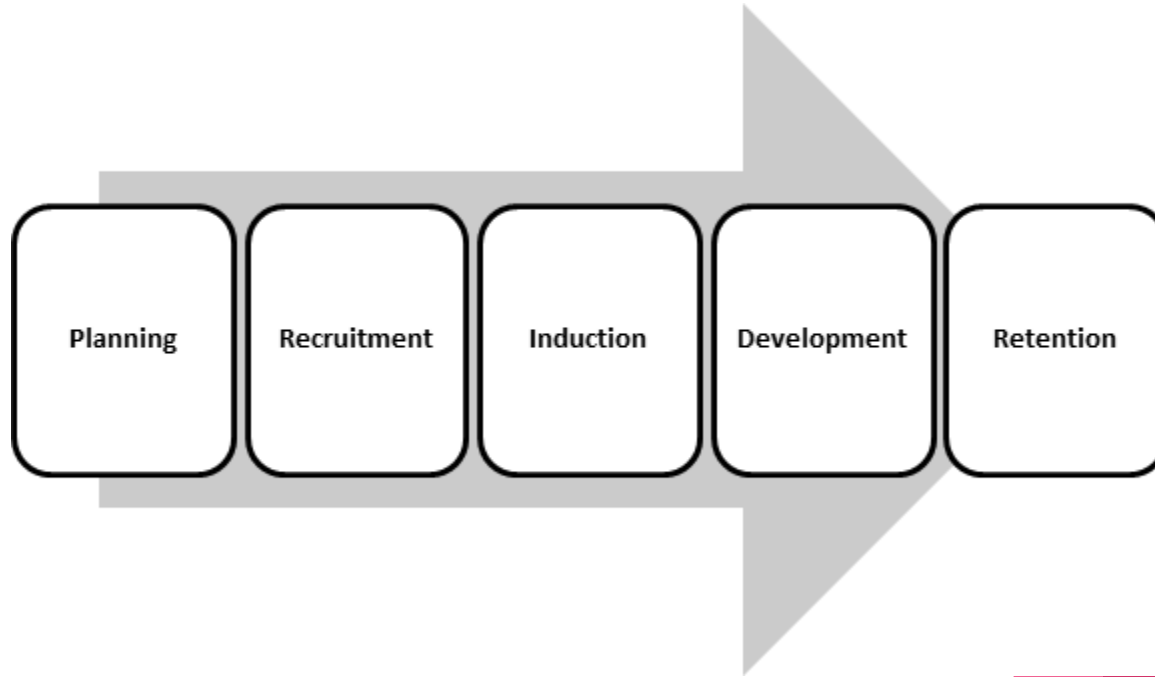 Planning
Recruitment
Induction
Development
Retention